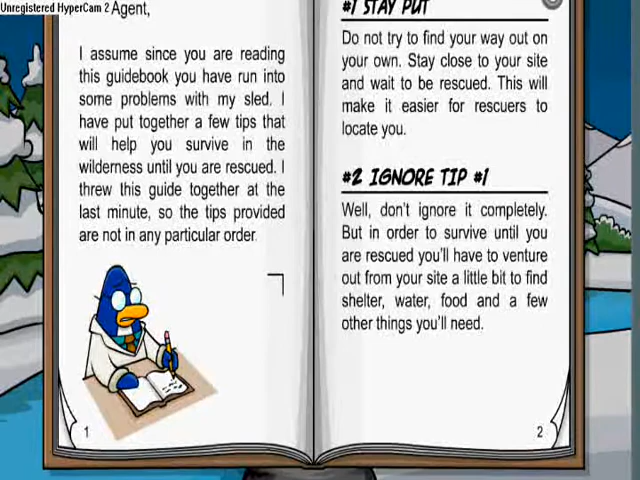 Unregistered HyperCam 2
Agent,
I assume since you are reading
this guidebook you have run into
some problems with my sled. I
have put together a few tips that
will help you survive in the
wilderness until you are rescued. I
threw this guide together at the
last minute, so the tips provided
are not in any particular order.
1
#1 STAY PUT
Do not try to find your way out on
your own. Stay close to your site
and wait to be rescued. This will
make it easier for rescuers to
locate you.
#2 IGNORE TIP #1
Well, don't ignore it completely.
But in order to survive until you
are rescued you'll have to venture
out from your site a little bit to find
shelter, water, food and a few
other things you'll need.
2